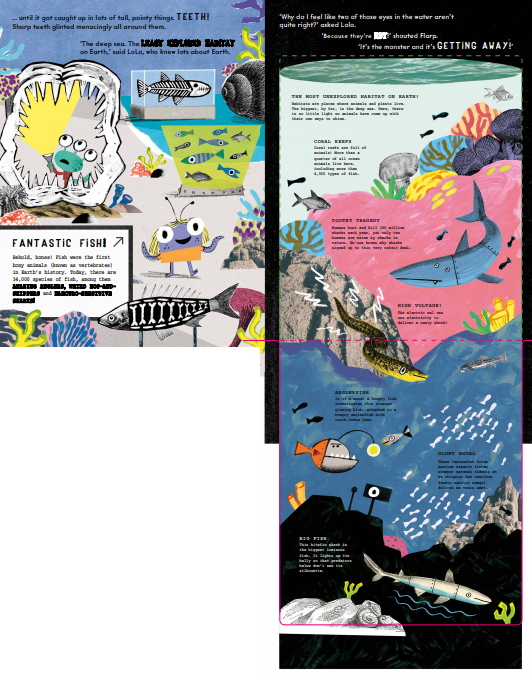 ... until it got caught up in lots of tall, pointy things. TEETH!
Sharp teeth glinted menacingly all around them.
'The deep sea. The LEAST EXPLORED HABITAT
on Earth,' said LoLo, who knew lots about Earth.
FANTASTIC FISH!
Behold, bones! Fish were the first
bony animals (known as vertebrates)
in Earth's history. Today, there are
34,000 species of fish, among them
AMAZING ANGLERS, WEIRD
and ELECTRO-SENSITIVE
SHARKS!
'Why do I feel like two of those eyes in the water aren't
quite right?' asked Lolo.
'Because they're NOT!' shouted Flarp.
'It's the monster and it's GETTING AWAY!'
THE MOST UNEXPLORED HABITAT ON EARTH!
Habitats are places where animals and plants live.
The biggest, by far, is the deep sea. Here, there
is so little light so animals have come up with
their own ways to shine.
CORAL REEFS
Coral reefs are full of
animals! More than a
quarter of all ocean
animals live here,
including more than
4,000 types of fish.
TOOTHY TRAGEDY
Humans hunt and kill 100 million
sharks each year, yet only ten
humans are eaten by sharks in
return. No-one knows why sharks
signed up to this very unfair deal.
HIGH VOLTAGE!
The electric eel can
use electricity to
deliver a nasty shock!
ANGLERFISH
Is it a worm? A hungry fish
investigates this strange
glowing blob, attached to a
hungry anglerfish with
torch-laden jaws.
GLOWY SHOAL
BIG FISH
This kitefin shark is
the biggest luminous
fish. It lights up its
belly so that predators
below don't see its
silhouette.